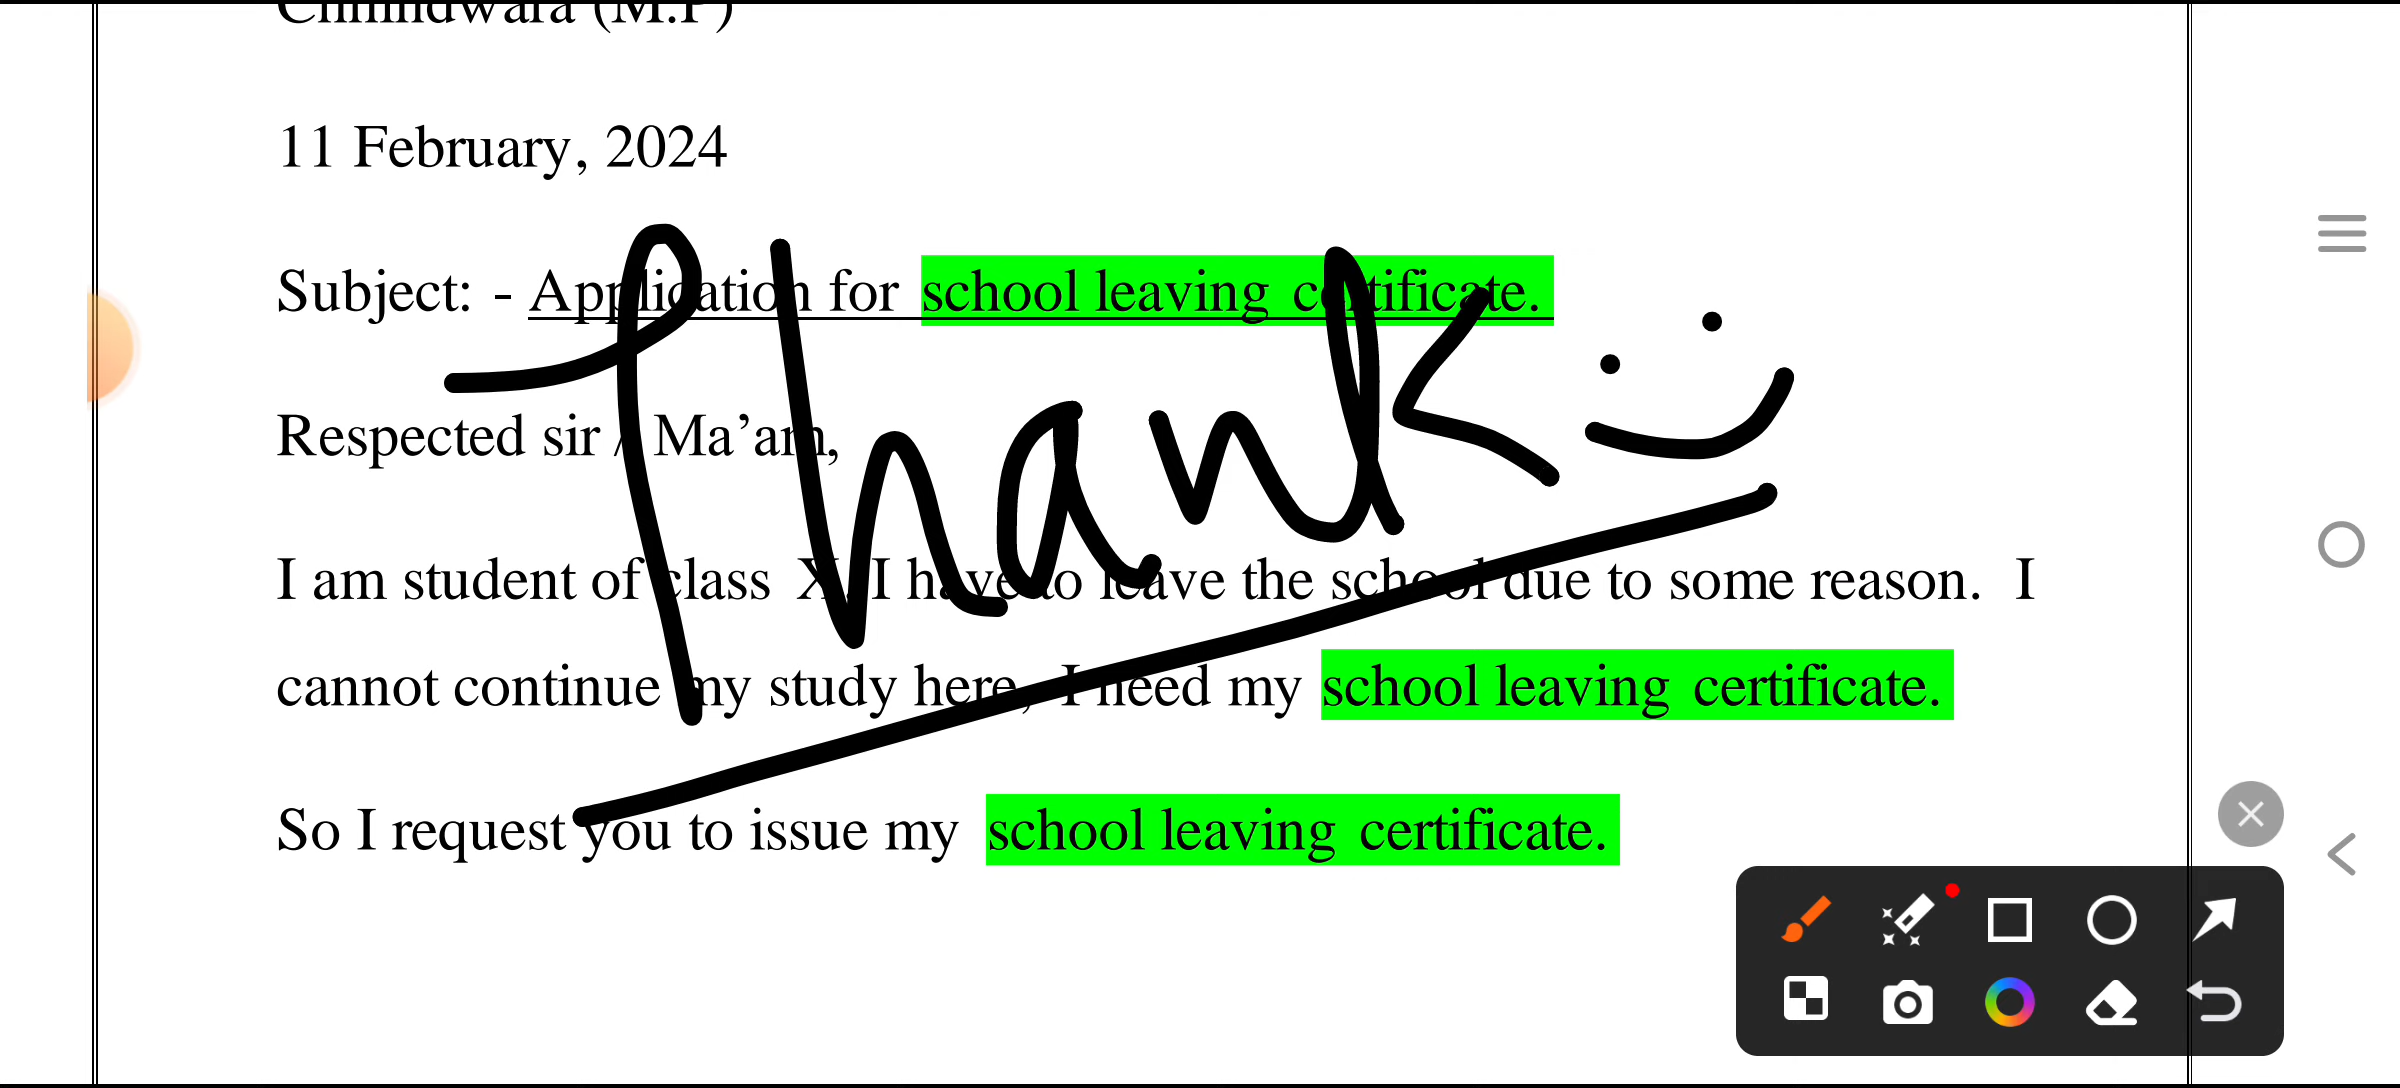 Chhindwara (M.P)
11 February, 2024
Subject: - Application for school leaving certificate.
Respected sir / Ma’am,
Thank
I am student of class X. I have to leave the school due to some reason. I
cannot continue my study here, I need my school leaving certificate.
So I request you to issue my school leaving certificate.